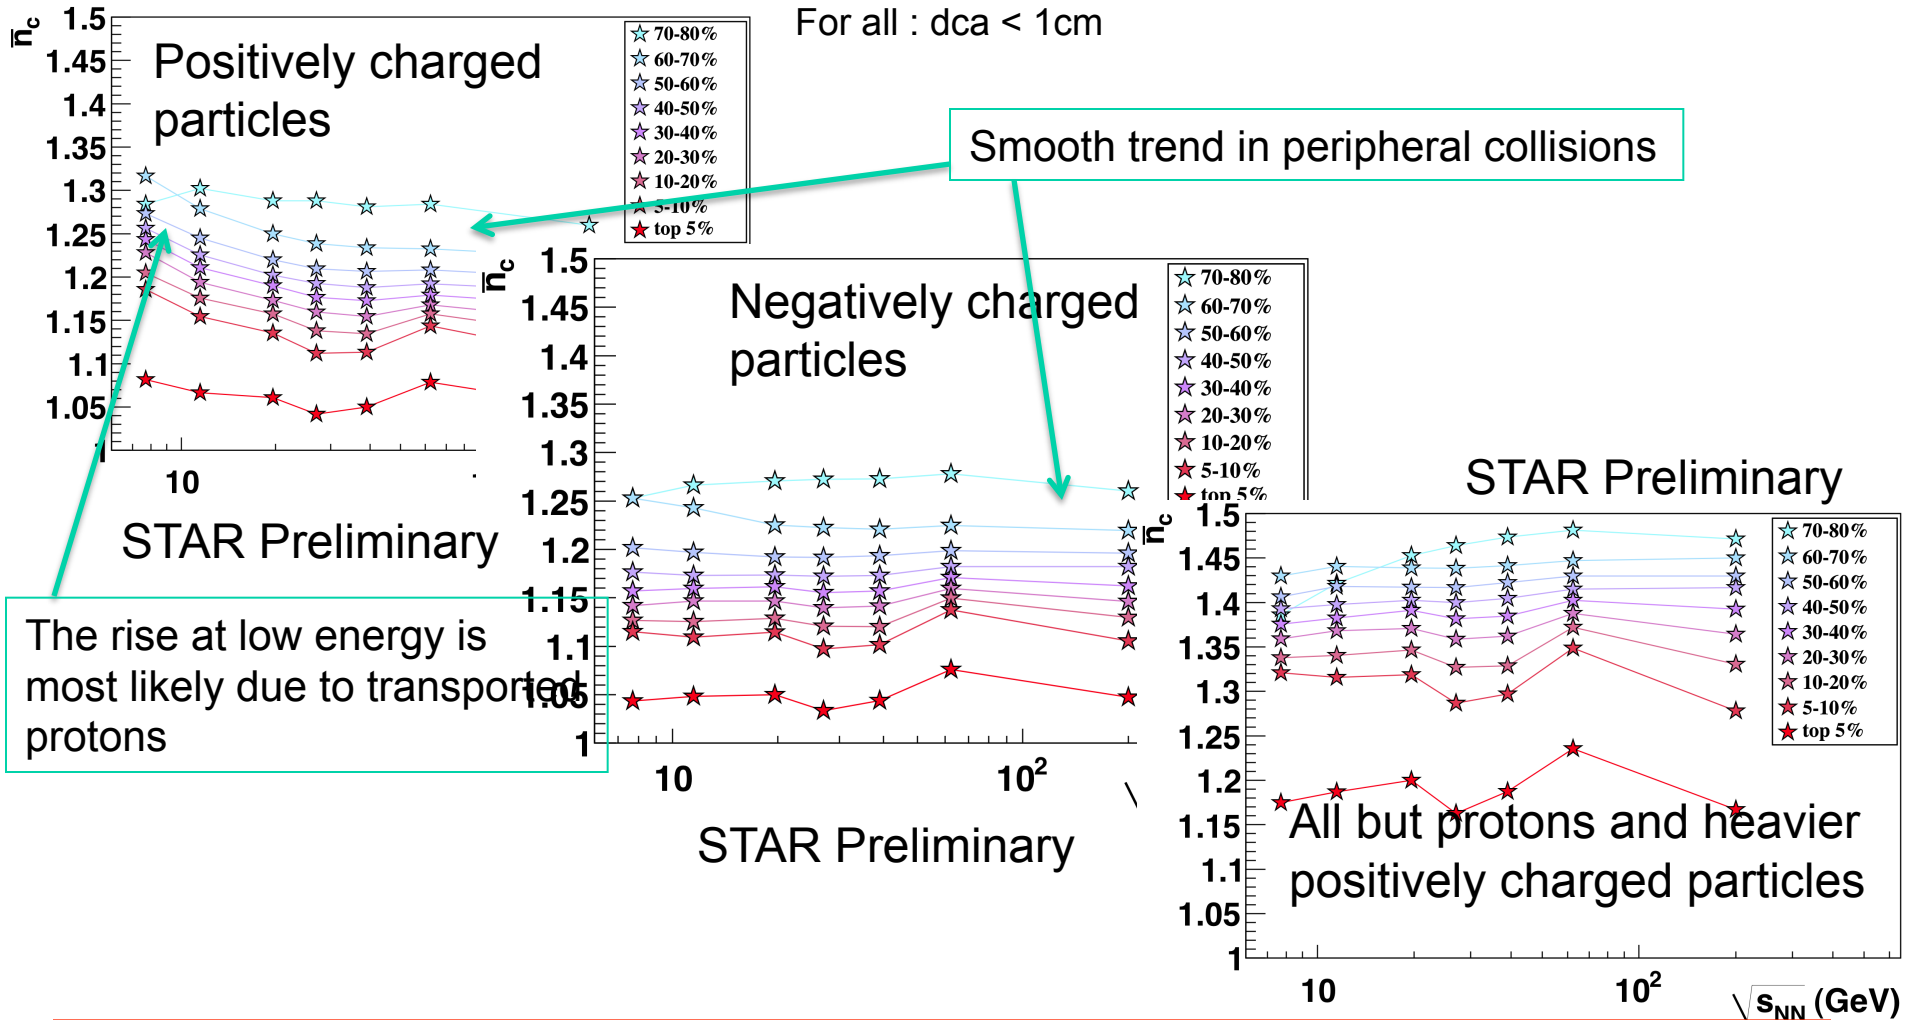 For all : dca < 1cm
n̅c
1.5
1.45
1.4
1.35
1.3
1.25
1.2
1.15
1.1
1.05
10
Positively charged
particles
70-80%
60-70%
50-60%
40-50%
30-40%
20-30%
10-20%
5-10%
top 5%
STAR Preliminary
Smooth trend in peripheral collisions
The rise at low energy is
most likely due to transported
protons
n̅c
1.5
1.45
1.4
1.35
1.3
1.25
1.2
1.15
1.1
1.05
1
10
10²
Negatively charged
particles
70-80%
60-70%
50-60%
40-50%
30-40%
20-30%
10-20%
5-10%
top 5%
STAR Preliminary
STAR Preliminary
n̅c
1.5
1.45
1.4
1.35
1.3
1.25
1.2
1.15
1.1
1.05
1
10
10²
√sNN (GeV)
70-80%
60-70%
50-60%
40-50%
30-40%
20-30%
10-20%
5-10%
top 5%
All but protons and heavier
positively charged particles